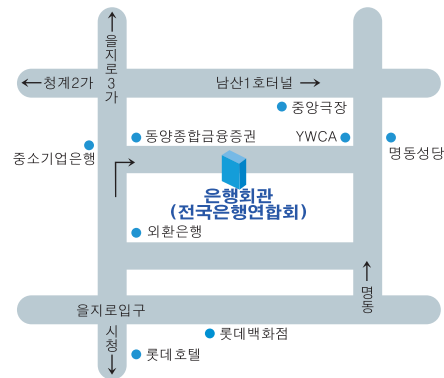 을지로3가
←청계2가
남산1호터널→
중앙극장
동양종합금융증권
YWCA
중소기업은행
명동성당
은행회관
(전국은행연합회)
외환은행
명동
을지로입구
시청
롯데백화점
롯데호텔